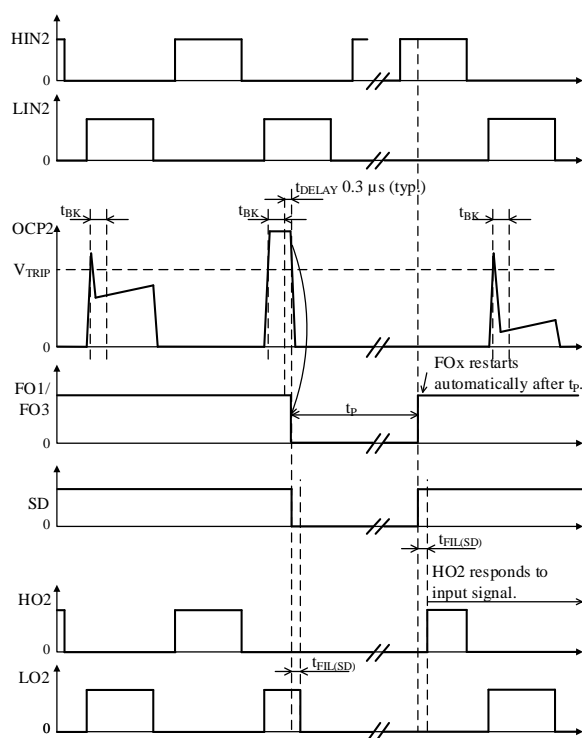 HIN2
0
LIN2
0
tDELAY 0.3 µs (typ.)
tBK
tBK
tBK
OCP2
VTRIP
0
FOx restarts
automatically after tP.
FO1/
FO3
tP
0
SD
0
tFIL(SD)
HO2 responds to
input signal.
HO2
0
LO2
tFIL(SD)
0